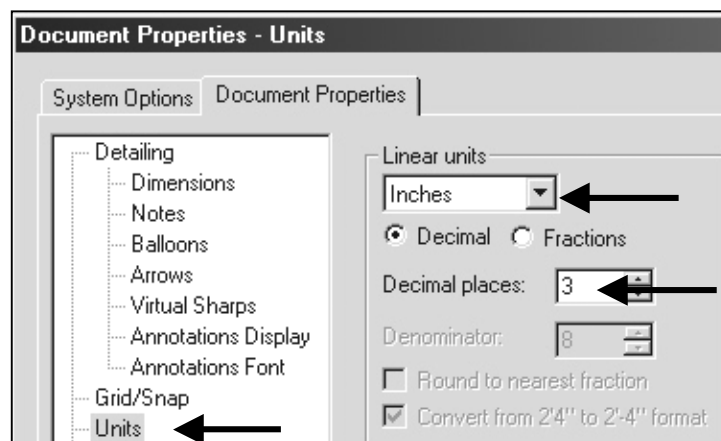 Document Properties - Units
System Options Document Properties
Detailing
Dimensions
Notes
Balloons
Arrows
Virtual Sharps
Annotations Display
Annotations Font
Grid/Snap
Units
Linear units
Inches
Decimal Fractions
Decimal places: 3
Denominator: 8
Round to nearest fraction
Convert from 2'4" to 2'-4" format